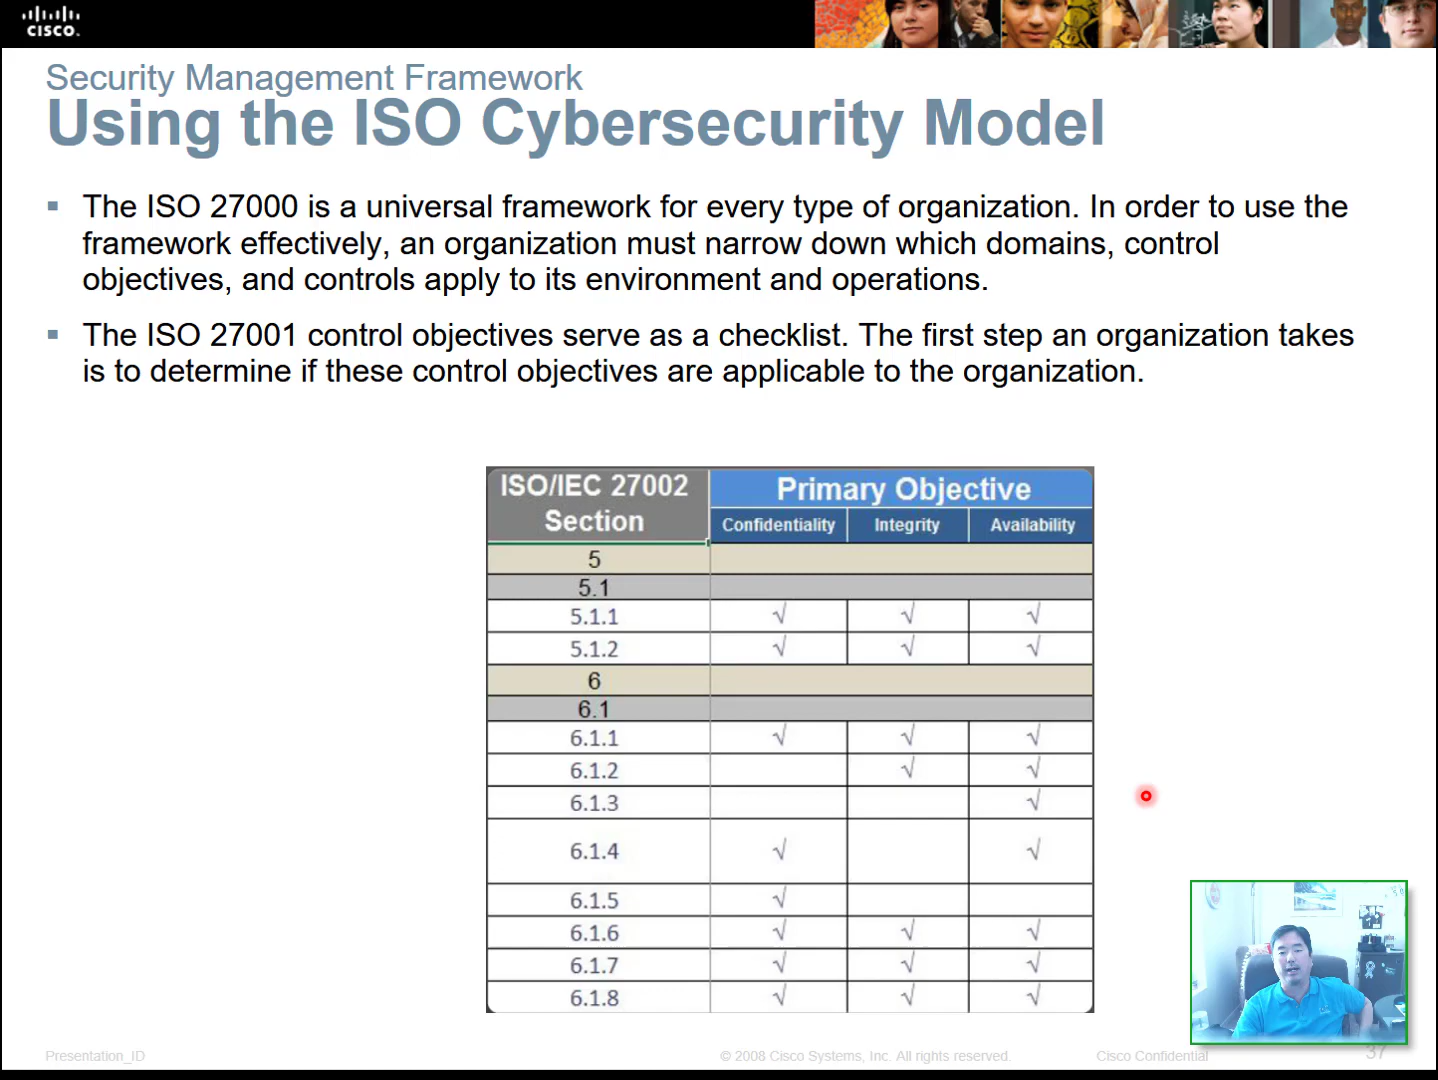 CISCO.
Security Management Framework
Using the ISO Cybersecurity Model
▪ The ISO 27000 is a universal framework for every type of organization. In order to use the
framework effectively, an organization must narrow down which domains, control
objectives, and controls apply to its environment and operations.
▪ The ISO 27001 control objectives serve as a checklist. The first step an organization takes
is to determine if these control objectives are applicable to the organization.
ISO/IEC 27002 Section Primary Objective
Confidentiality Integrity Availability
5
5.1
5.1.1 √ √ √
5.1.2 √ √ √
6
6.1
6.1.1 √ √ √
6.1.2 √ √
6.1.3 √
6.1.4 √ √
6.1.5 √
6.1.6 √ √ √
6.1.7 √ √ √
6.1.8 √ √ √
Presentation_ID © 2008 Cisco Systems, Inc. All rights reserved. Cisco Confidential 37